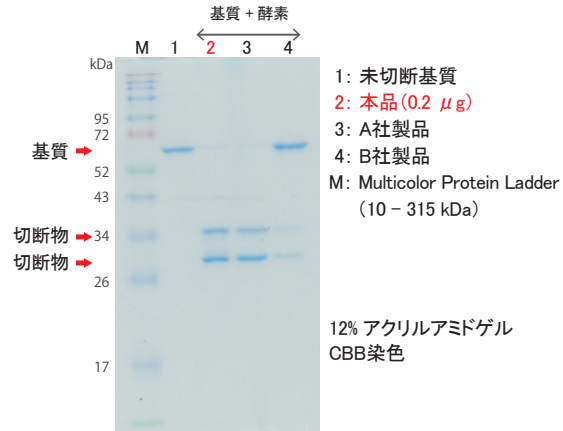 基質 + 酵素
kDa
M 1 2 3 4
95
72
基質
52
43
切断物 34
切断物
26
17
1: 未切断基質
2: 本品(0.2 μg)
3: A社製品
4: B社製品
M: Multicolor Protein Ladder
(10 – 315 kDa)
12% アクリルアミドゲル
CBB染色